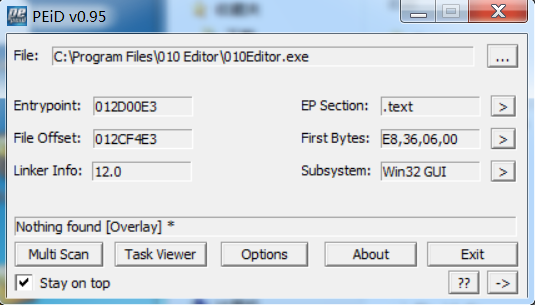 PEiD v0.95
File: C:\Program Files\010 Editor\010Editor.exe ...
Entrypoint: 012D00E3 EP Section: .text >
File Offset: 012CF4E3 First Bytes: E8,36,06,00 >
Linker Info: 12.0 Subsystem: Win32 GUI >
Nothing found [Overlay] *
Multi Scan Task Viewer Options About Exit
Stay on top ?? ->